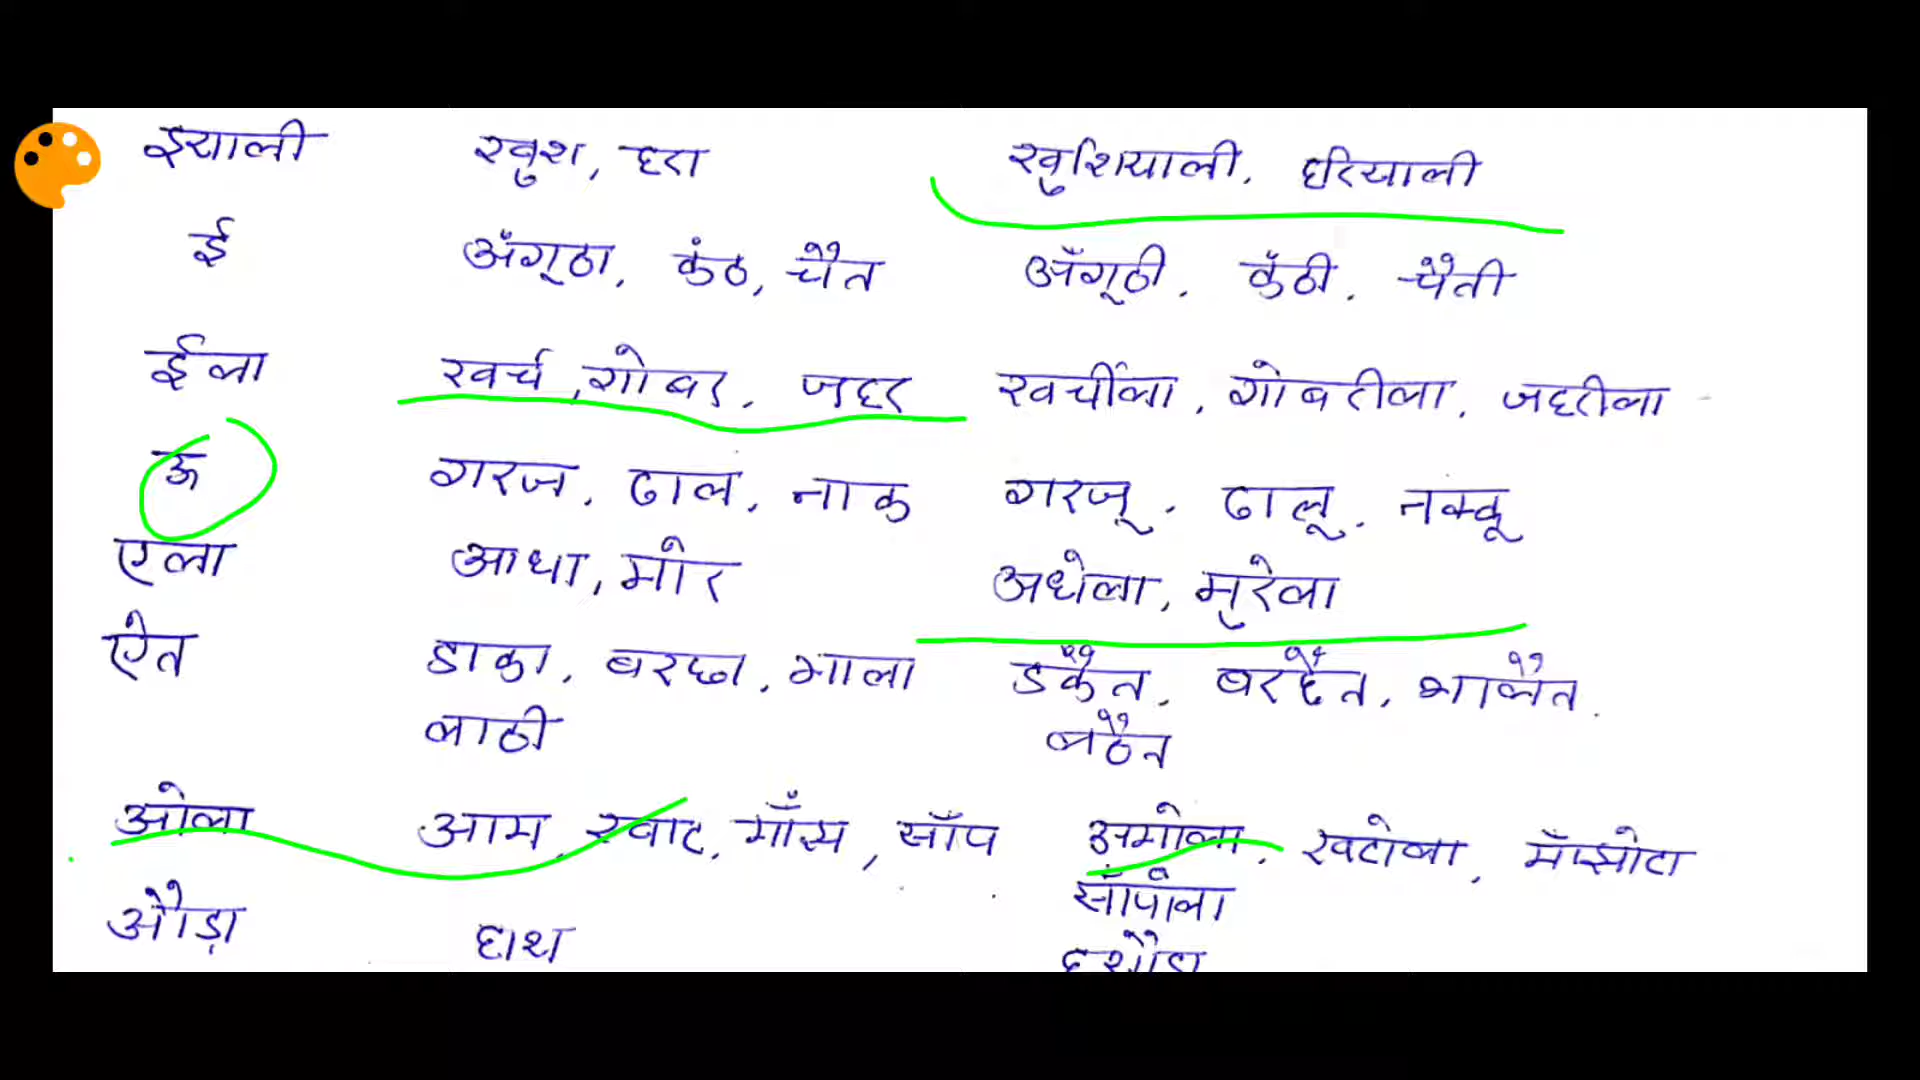 इयाली खुश, हरा खुशियाली, हरियाली
ई अंगूठा, कंठ, चैत अँगूठी, कंठी, चैती
ईला खर्च, गोबर, जहर खर्चीला, गोबरीला, जहरीला
ऊ गरज, ढाल, नाक गरजू, ढालू, नक्कू
एला आधा, मोर अधेला, मुरेला
ऐत डाका, बरछा, भाला डकैत, बरछैत, भालैत
लाठी लठैत
ओला आम, खाट, माँस, साँप अमोला, खटोला, मँसोटा
साँपोला
औड़ा हाथ हथौड़ा